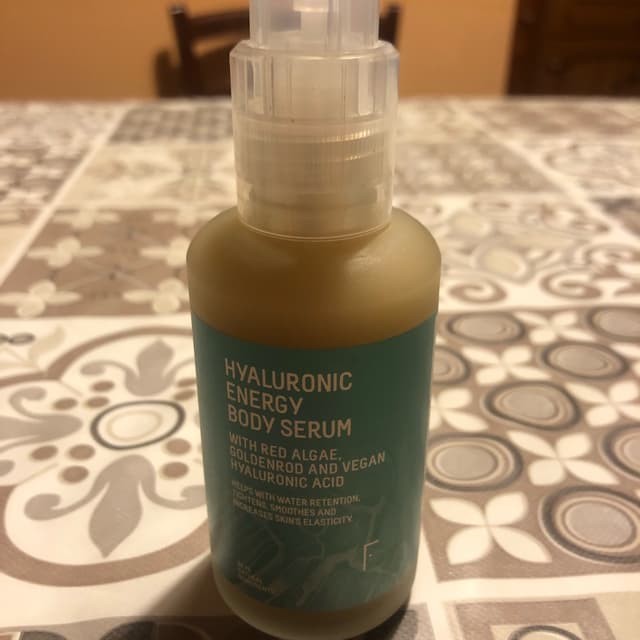 HYALURONIC
ENERGY
BODY SERUM
WITH RED ALGAE,
GOLDENROD AND VEGAN
HYALURONIC ACID
HELPS WITH WATER RETENTION,
TIGHTENS, SMOOTHES AND
INCREASES SKIN'S ELASTICITY
F